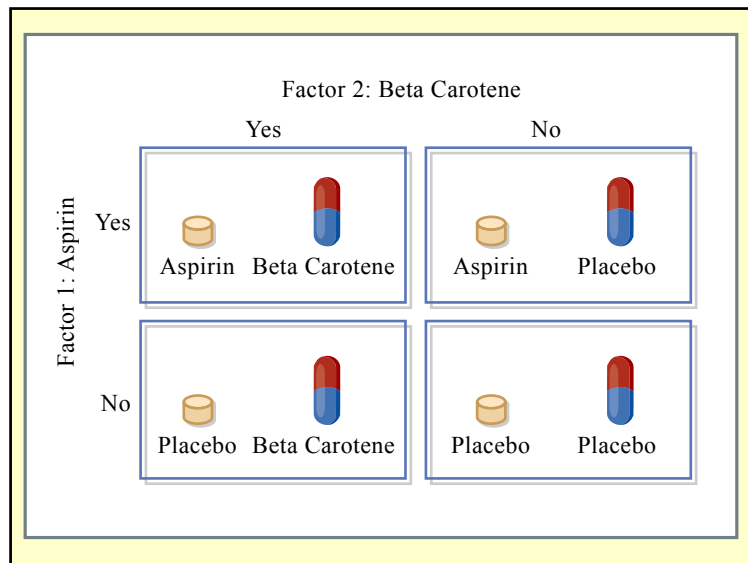 Factor 2: Beta Carotene
Yes No
Factor 1: Aspirin
Yes
Aspirin Beta Carotene Aspirin Placebo
No
Placebo Beta Carotene Placebo Placebo